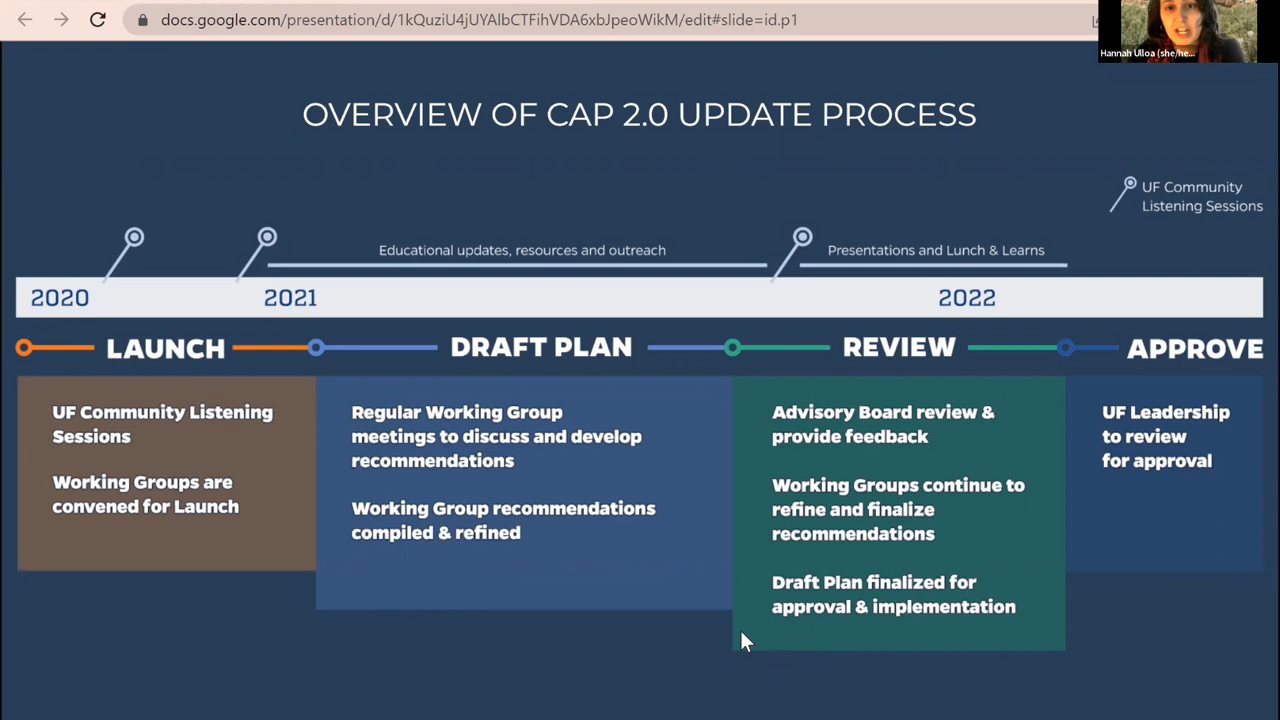 docs.google.com/presentation/d/1kQuziU4jUYAlbCTFihVDA6xbJpeoWikM/edit#slide=id.p1
Hannah Ulloa (she/he...
OVERVIEW OF CAP 2.0 UPDATE PROCESS
UF Community
Listening Sessions
Educational updates, resources and outreach
Presentations and Lunch & Learns
2020
2021
2022
LAUNCH
DRAFT PLAN
REVIEW
APPROVE
UF Community Listening
Sessions
Working Groups are
convened for Launch
Regular Working Group
meetings to discuss and develop
recommendations
Working Group recommendations
compiled & refined
Advisory Board review &
provide feedback
Working Groups continue to
refine and finalize
recommendations
Draft Plan finalized for
approval & implementation
UF Leadership
to review
for approval